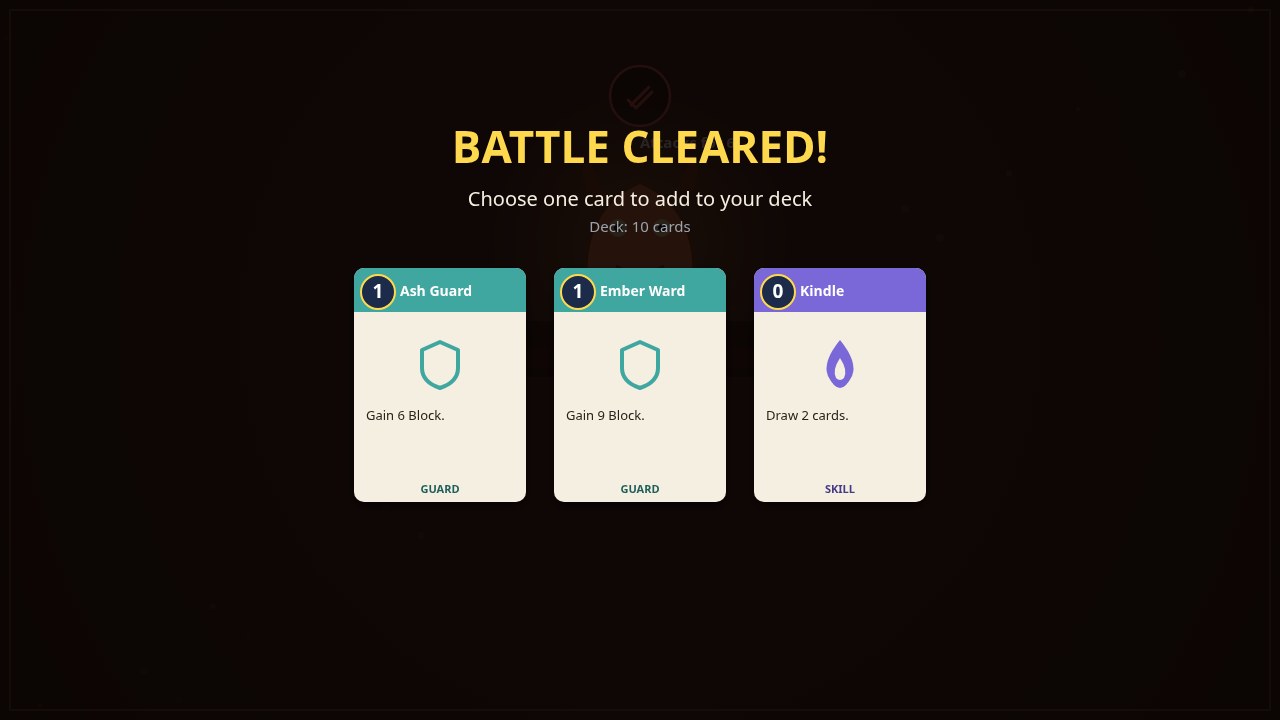 BATTLE CLEARED!
Choose one card to add to your deck
Deck: 10 cards
1 Ash Guard
Gain 6 Block.
GUARD
1 Ember Ward
Gain 9 Block.
GUARD
0 Kindle
Draw 2 cards.
SKILL